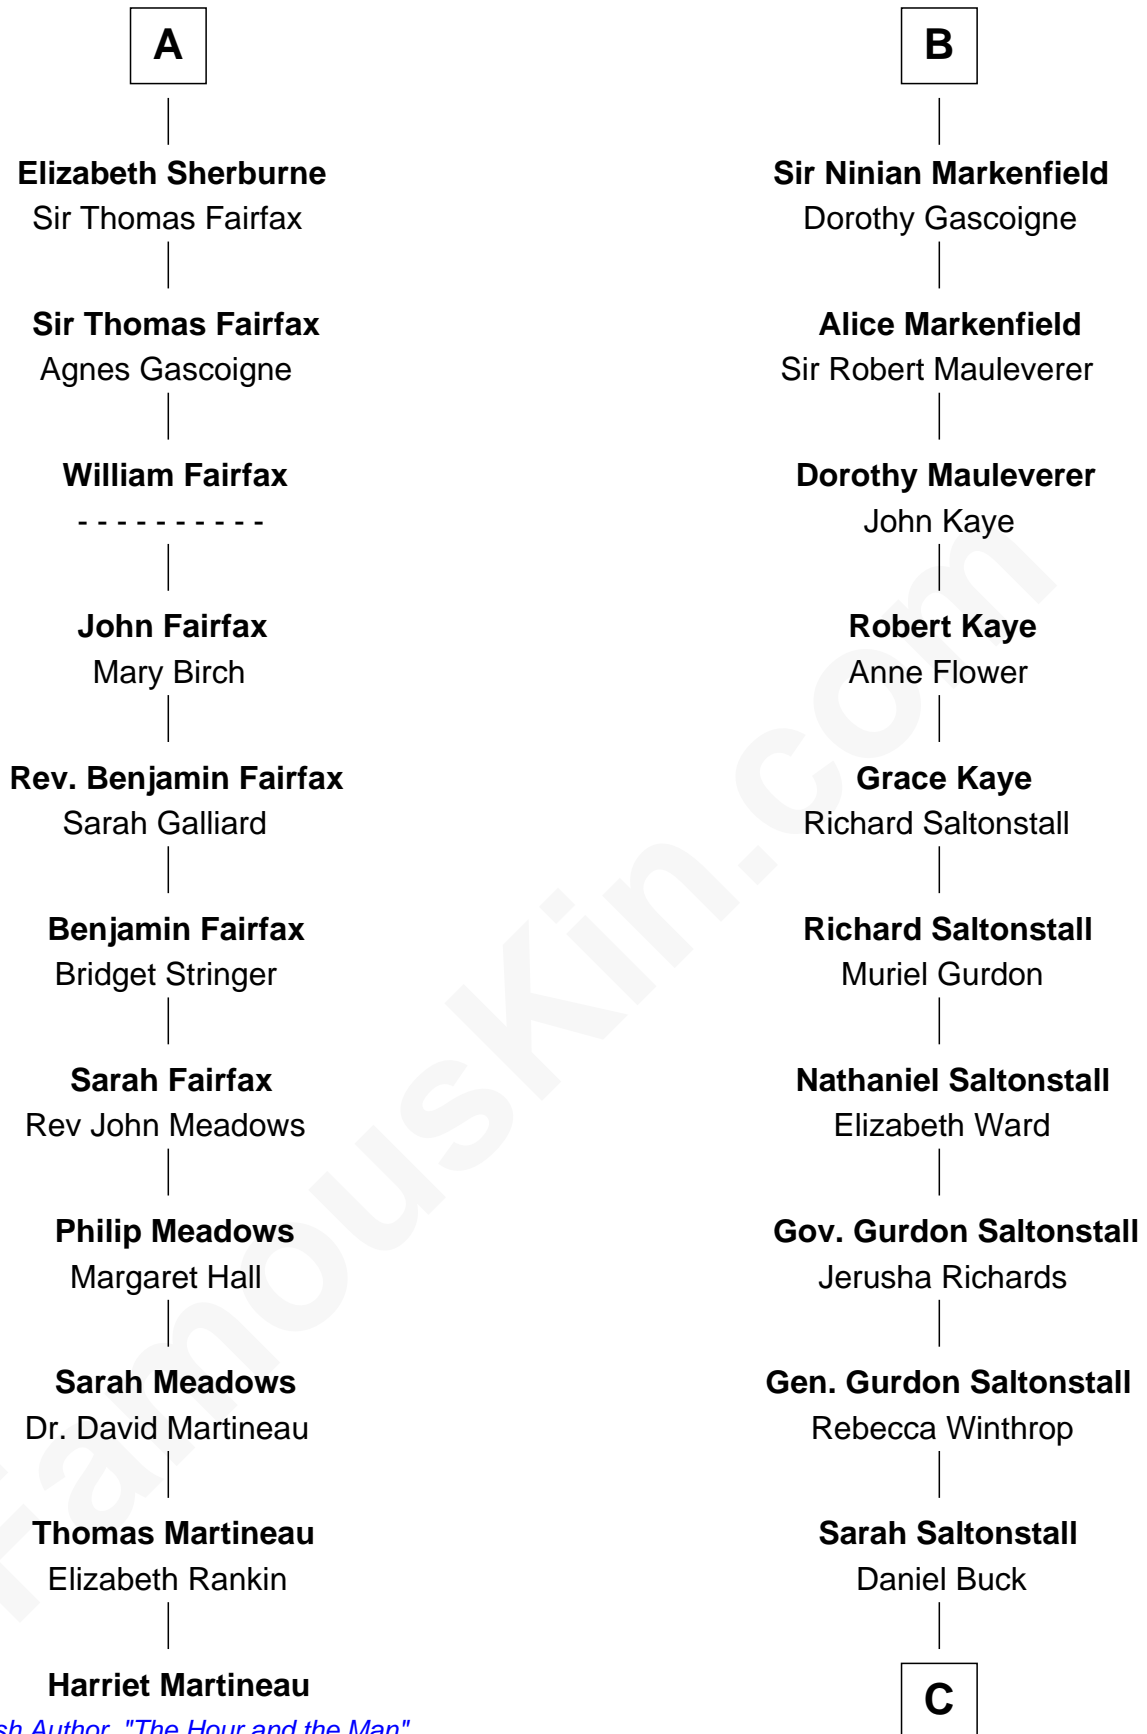 A
Elizabeth Sherburne
Sir Thomas Fairfax
Sir Thomas Fairfax
Agnes Gascoigne
William Fairfax
- - - - - - - - - -
John Fairfax
Mary Birch
Rev. Benjamin Fairfax
Sarah Galliard
Benjamin Fairfax
Bridget Stringer
Sarah Fairfax
Rev John Meadows
Philip Meadows
Margaret Hall
Sarah Meadows
Dr. David Martineau
Thomas Martineau
Elizabeth Rankin
Harriet Martineau
Author, "The Hour and the Man"
B
Sir Ninian Markenfield
Dorothy Gascoigne
Alice Markenfield
Sir Robert Mauleverer
Dorothy Mauleverer
John Kaye
Robert Kaye
Anne Flower
Grace Kaye
Richard Saltonstall
Richard Saltonstall
Muriel Gurdon
Nathaniel Saltonstall
Elizabeth Ward
Gov. Gurdon Saltonstall
Jerusha Richards
Gen. Gurdon Saltonstall
Rebecca Winthrop
Sarah Saltonstall
Daniel Buck
C
FamousKin.com